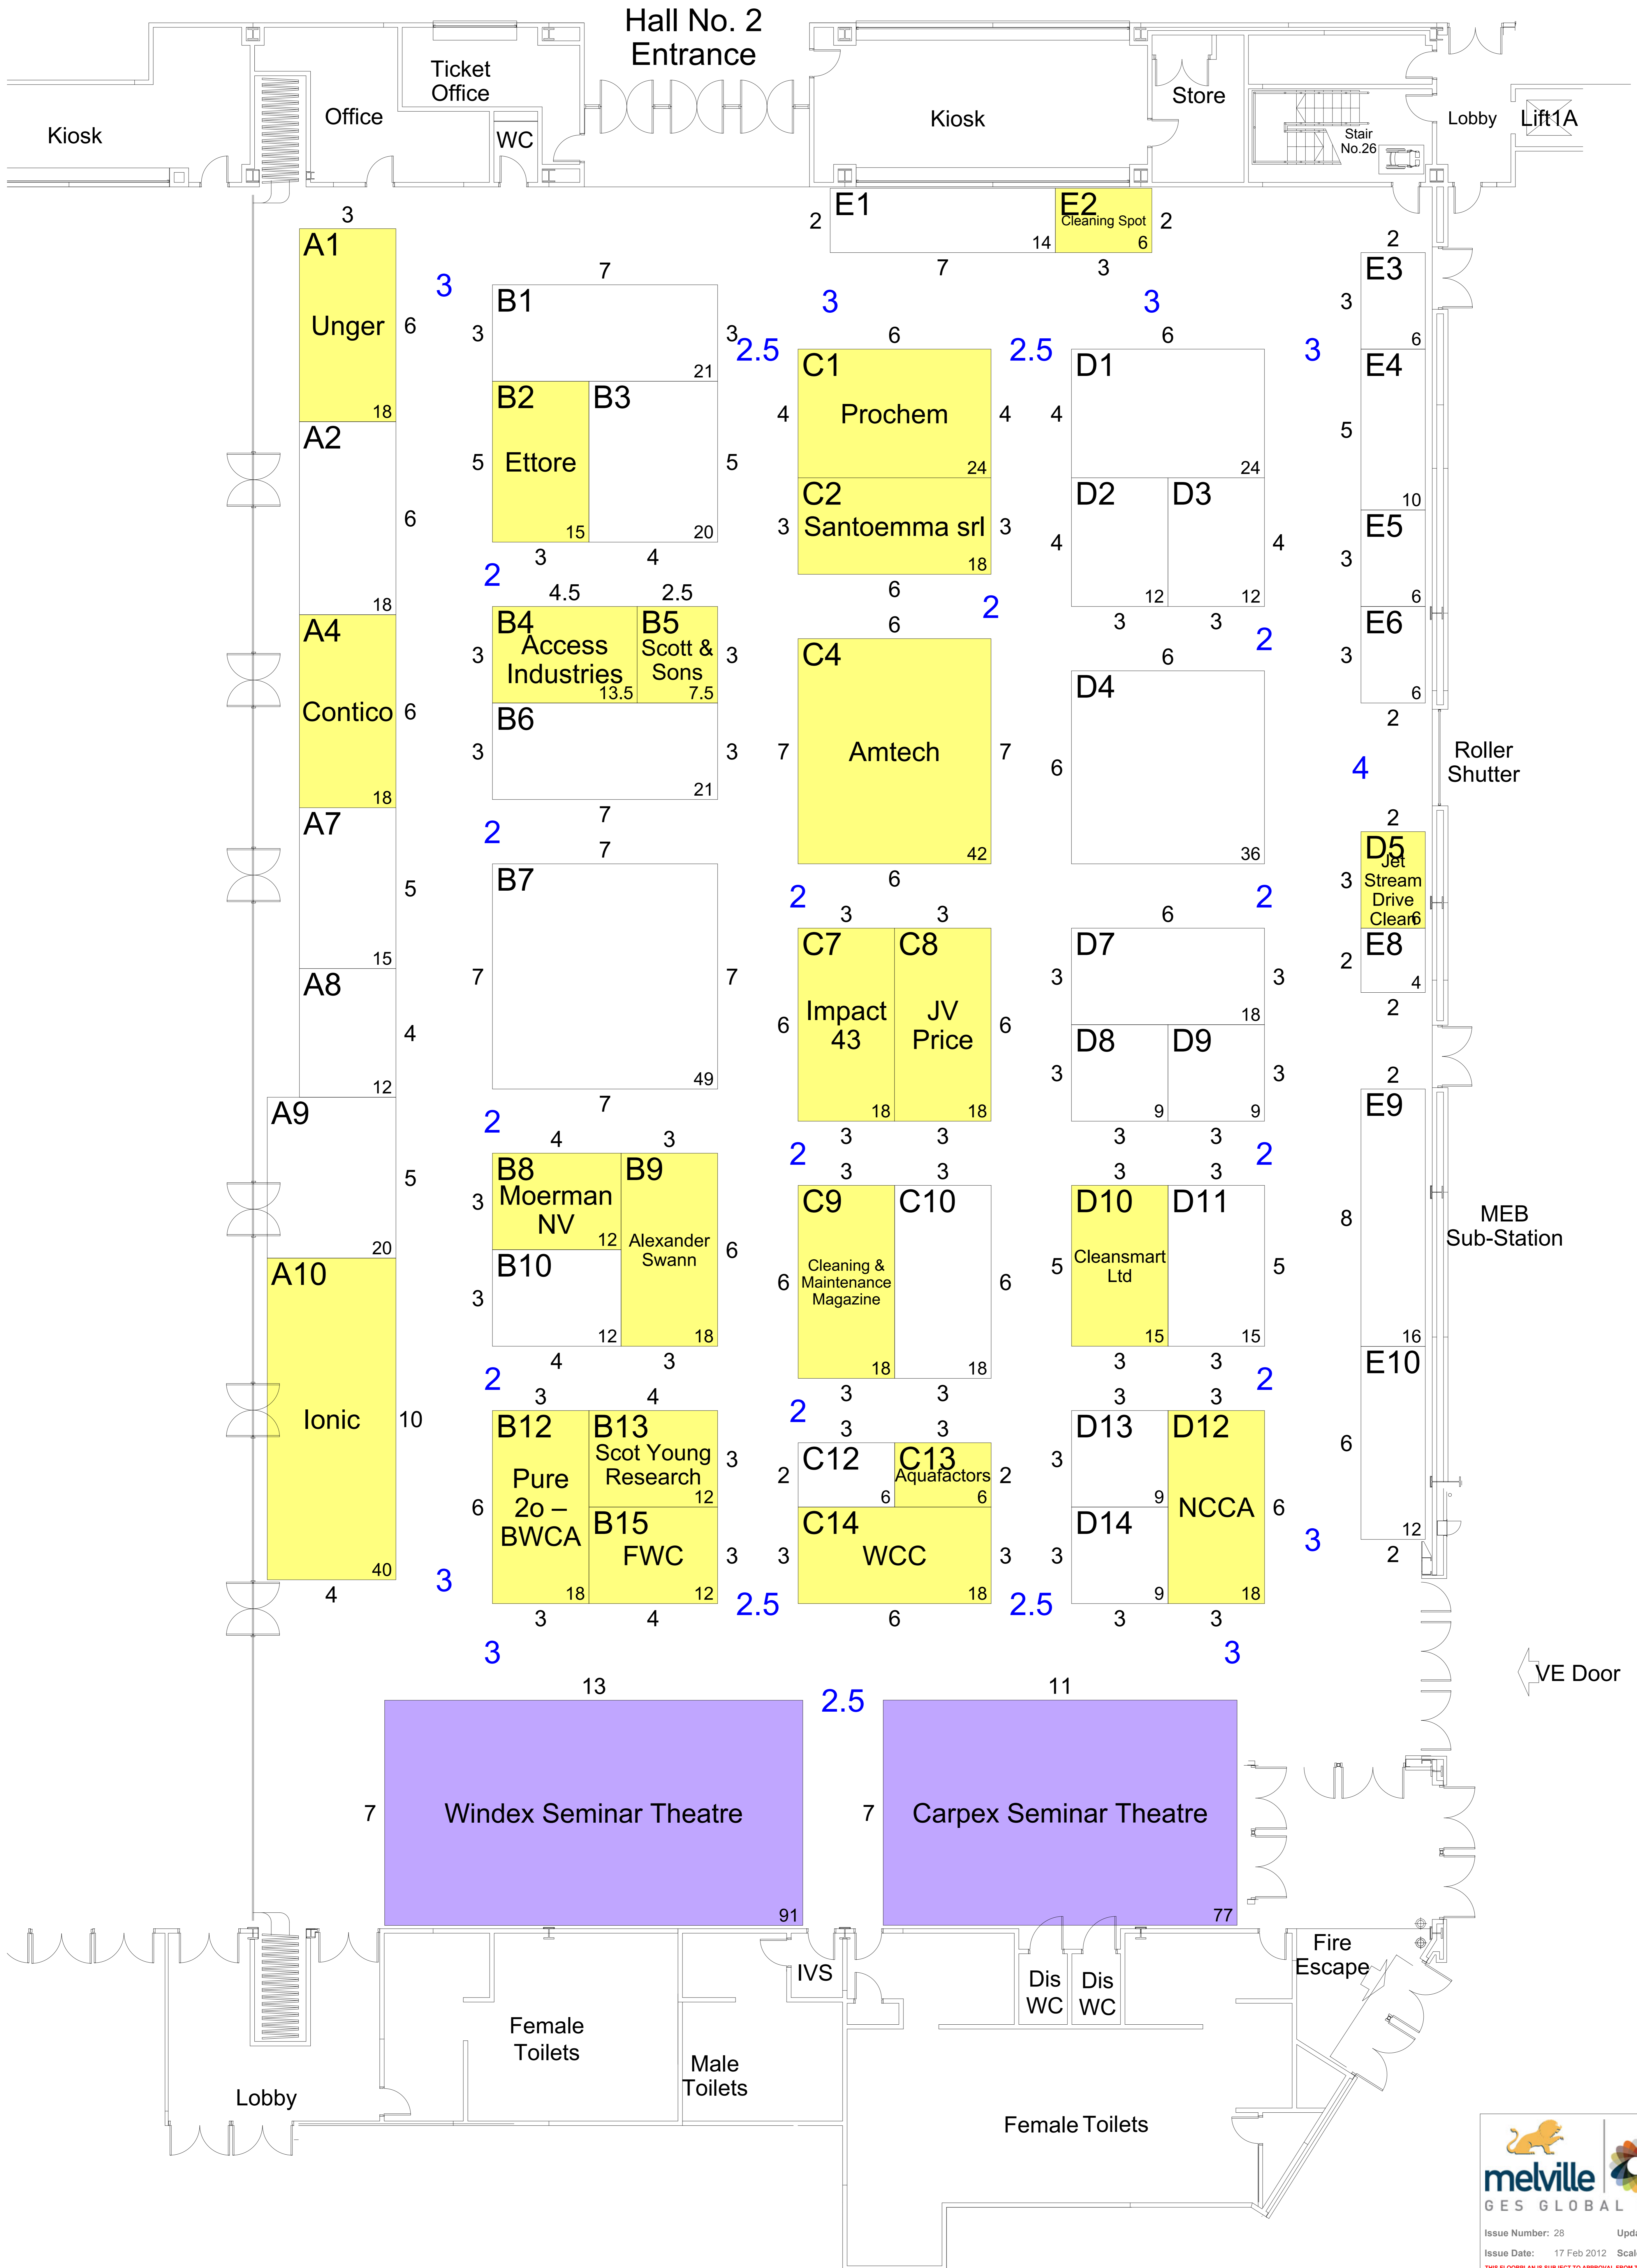 Hall No. 2
Entrance
Kiosk
Office
Ticket
Office
WC
Kiosk
Store
Stair
No.26
Lobby
Lift1A
3
A1
Unger
6
18
A2
6
18
A4
Contico
6
18
A7
5
15
A8
4
12
A9
5
20
A10
Ionic
10
40
4
3
3
7
B1
3
3
21
B2
Ettore
5
15
3
B3
5
20
4
2
4.5
2.5
B4
Access
Industries
3
13.5
B5
Scott &
Sons
3
7.5
B6
3
3
21
7
2
7
B7
7
7
49
7
2
4
3
B8
Moerman
NV
3
12
B9
Alexander
Swann
6
18
B10
3
12
4
3
2
3
4
B12
Pure
2o –
BWCA
6
18
B13
Scot Young
Research
3
12
B15
FWC
3
12
3
4
2.5
2.5
E1
2
14
7
E2
Cleaning Spot
2
6
3
3
3
6
C1
Prochem
4
4
24
C2
Santoemma srl
3
3
18
6
2
6
C4
Amtech
7
7
42
6
2
3
3
C7
Impact
43
6
18
C8
JV
Price
6
18
3
3
2
3
3
C9
Cleaning &
Maintenance
Magazine
6
18
C10
6
18
3
3
2
3
3
C12
2
6
C13
Aquafactors
2
6
C14
WCC
3
3
18
6
2.5
2.5
6
D1
4
24
D2
4
12
D3
4
12
3
3
2
6
D4
6
36
2
6
D7
3
3
18
D8
3
9
D9
3
9
3
3
2
3
3
D10
Cleansmart
Ltd
5
15
D11
5
15
3
3
2
3
3
D13
3
9
D12
NCCA
6
18
D14
3
9
3
3
3
3
2
E3
3
6
E4
5
10
E5
3
6
E6
3
6
2
4
Roller
Shutter
2
D5
Jet
Stream
Drive
Clean
3
6
E8
2
4
2
2
E9
8
16
MEB
Sub-Station
E10
6
12
2
VE Door
3
3
13
7
Windex Seminar Theatre
91
2.5
11
7
Carpex Seminar Theatre
77
IVS
Dis
WC
Dis
WC
Fire
Escape
Female
Toilets
Male
Toilets
Lobby
Female Toilets
melville
GES GLOBAL
Issue Number: 28
Issue Date: 17 Feb 2012